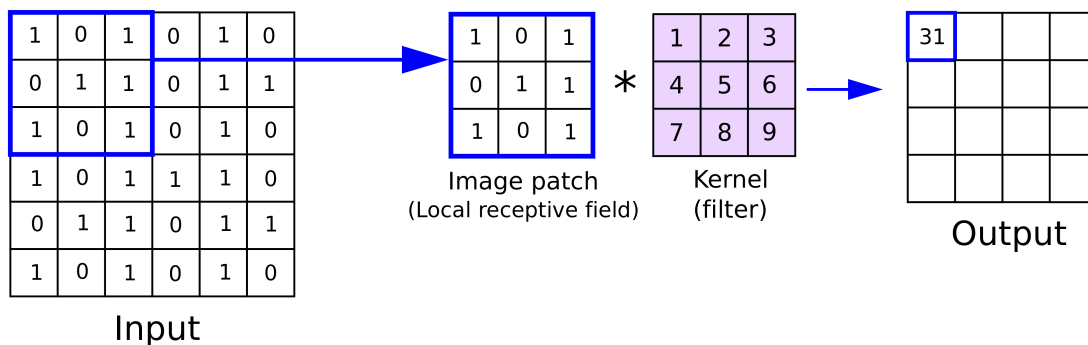 1 0 1 0 1 0
0 1 1 0 1 1
1 0 1 0 1 0
1 0 1 1 1 0
0 1 1 0 1 1
1 0 1 0 1 0
Input
1 0 1
0 1 1
1 0 1
Image patch
(Local receptive field)
*
1 2 3
4 5 6
7 8 9
Kernel
(filter)
31
Output